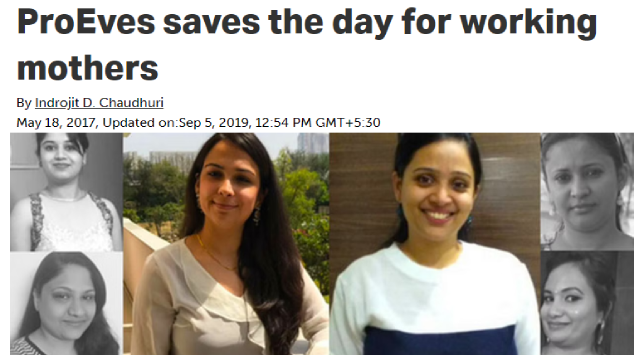 ProEves saves the day for working
mothers
By Indrojit D. Chaudhuri
May 18, 2017, Updated on:Sep 5, 2019, 12:54 PM GMT+5:30